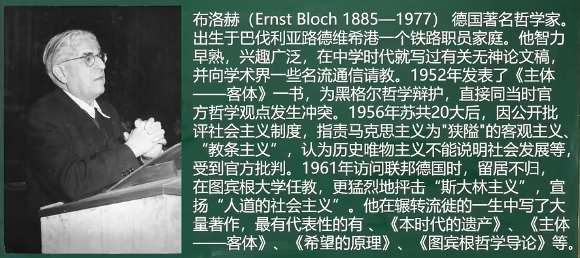 布洛赫（Ernst Bloch 1885—1977） 德国著名哲学家。
出生于巴伐利亚路德维希港一个铁路职员家庭。他智力
早熟，兴趣广泛，在中学时代就写过有关无神论文稿，
并向学术界一些名流通信请教。1952年发表了《主体
——客体》一书，为黑格尔哲学辩护，直接同当时官
方哲学观点发生冲突。1956年苏共20大后，因公开批
评社会主义制度，指责马克思主义为"狭隘"的客观主义、
“教条主义”，认为历史唯物主义不能说明社会发展等，
受到官方批判。1961年访问联邦德国时，留居不归，
在图宾根大学任教，更猛烈地抨击“斯大林主义”，宣
扬“人道的社会主义”。他在辗转流徙的一生中写了大
量著作，最有代表性的有 、《本时代的遗产》、《主体
——客体》、《希望的原理》、《图宾根哲学导论》等。